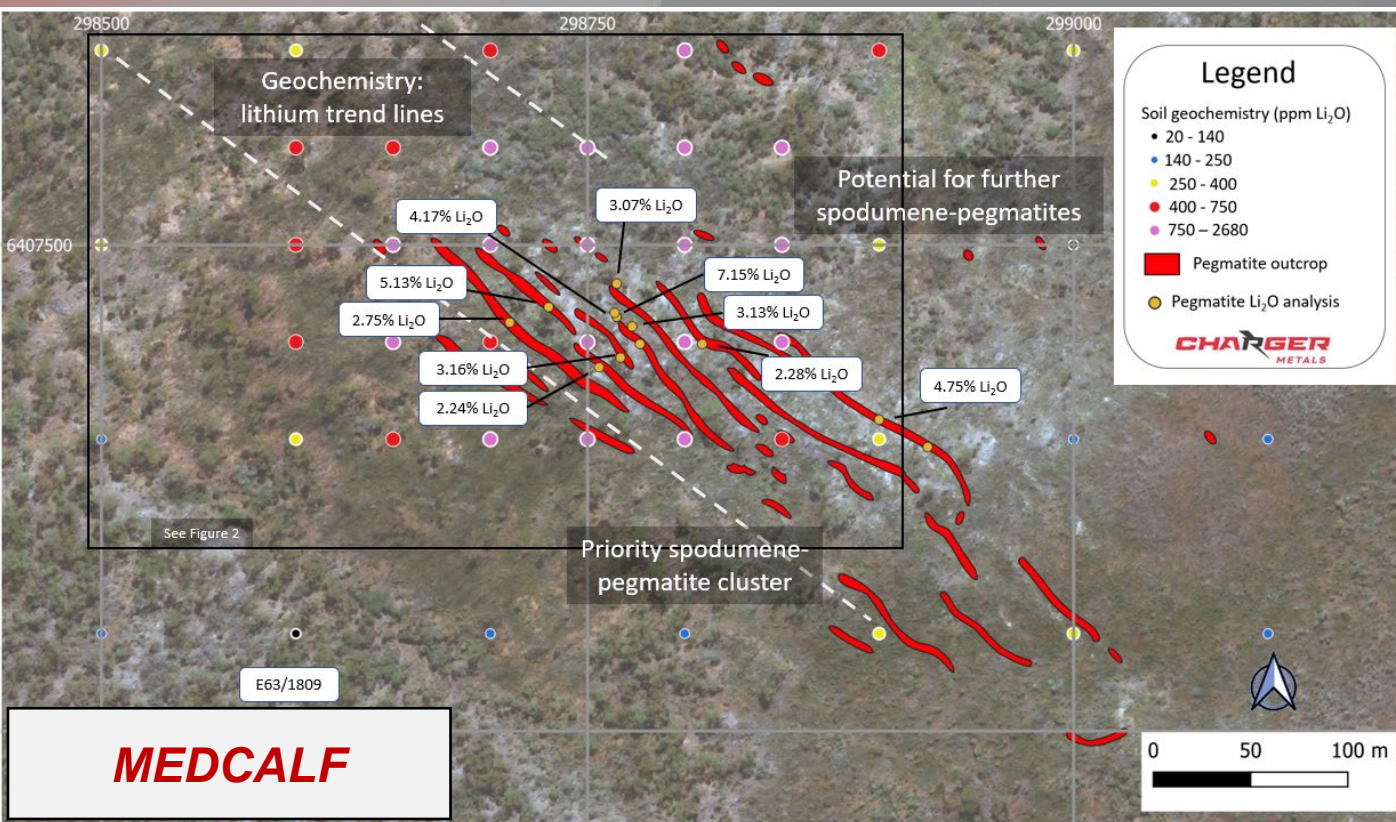 298500
298750
299000
Geochemistry:
lithium trend lines
Legend
Soil geochemistry (ppm Li₂O)
20 - 140
140 - 250
250 - 400
400 - 750
750 – 2680
Pegmatite outcrop
Pegmatite Li₂O analysis
CHARGER
METALS
Potential for further
spodumene-pegmatites
4.17% Li₂O
3.07% Li₂O
6407500
5.13% Li₂O
7.15% Li₂O
2.75% Li₂O
3.13% Li₂O
3.16% Li₂O
2.28% Li₂O
4.75% Li₂O
2.24% Li₂O
See Figure 2
Priority spodumene-
pegmatite cluster
E63/1809
MEDCALF
0 50 100 m